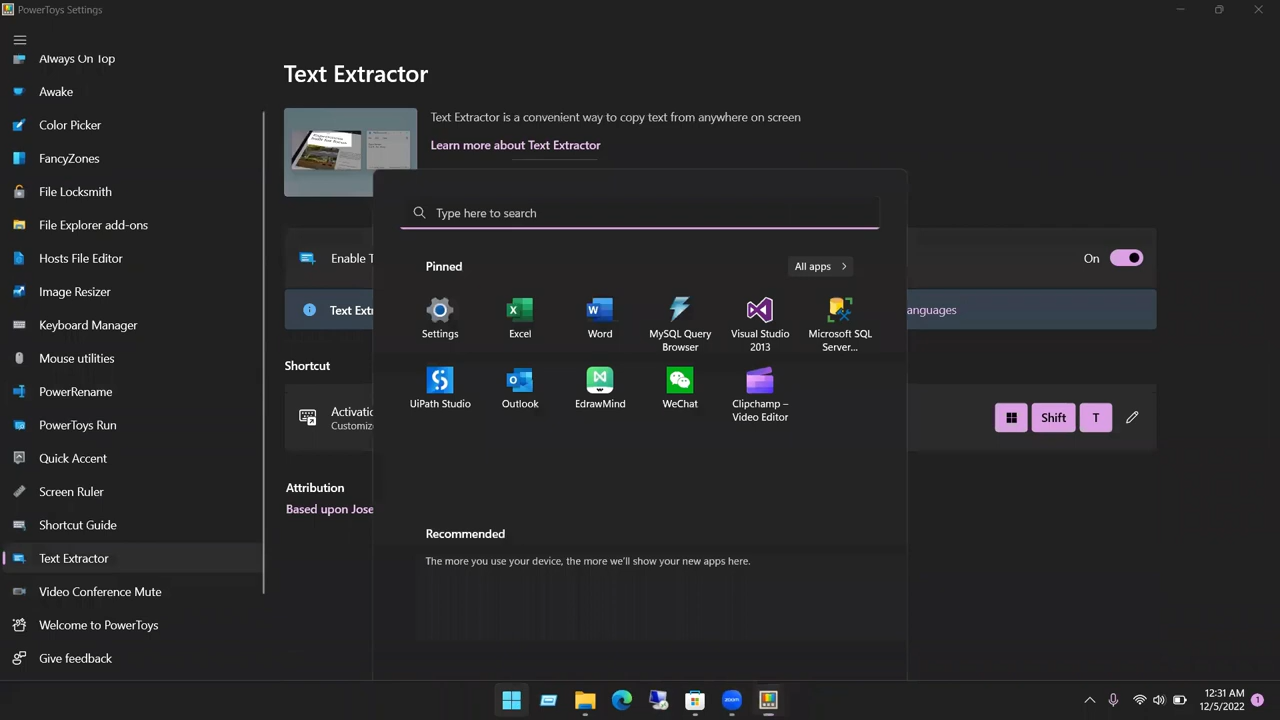 PowerToys Settings
Always On Top
Awake
Color Picker
FancyZones
File Locksmith
File Explorer add-ons
Hosts File Editor
Image Resizer
Keyboard Manager
Mouse utilities
PowerRename
PowerToys Run
Quick Accent
Screen Ruler
Shortcut Guide
Text Extractor
Video Conference Mute
Welcome to PowerToys
Give feedback
Text Extractor
Text Extractor is a convenient way to copy text from anywhere on screen
Learn more about Text Extractor
Enable T
On
Text Ext
anguages
Shortcut
Activatio
Customize
Shift
T
Attribution
Based upon Jose
Type here to search
Pinned
All apps
Settings
Excel
Word
MySQL Query
Browser
Visual Studio
2013
Microsoft SQL
Server...
UiPath Studio
Outlook
EdrawMind
WeChat
Clipchamp –
Video Editor
Recommended
The more you use your device, the more we'll show your new apps here.
zoom
12:31 AM
12/5/2022
1